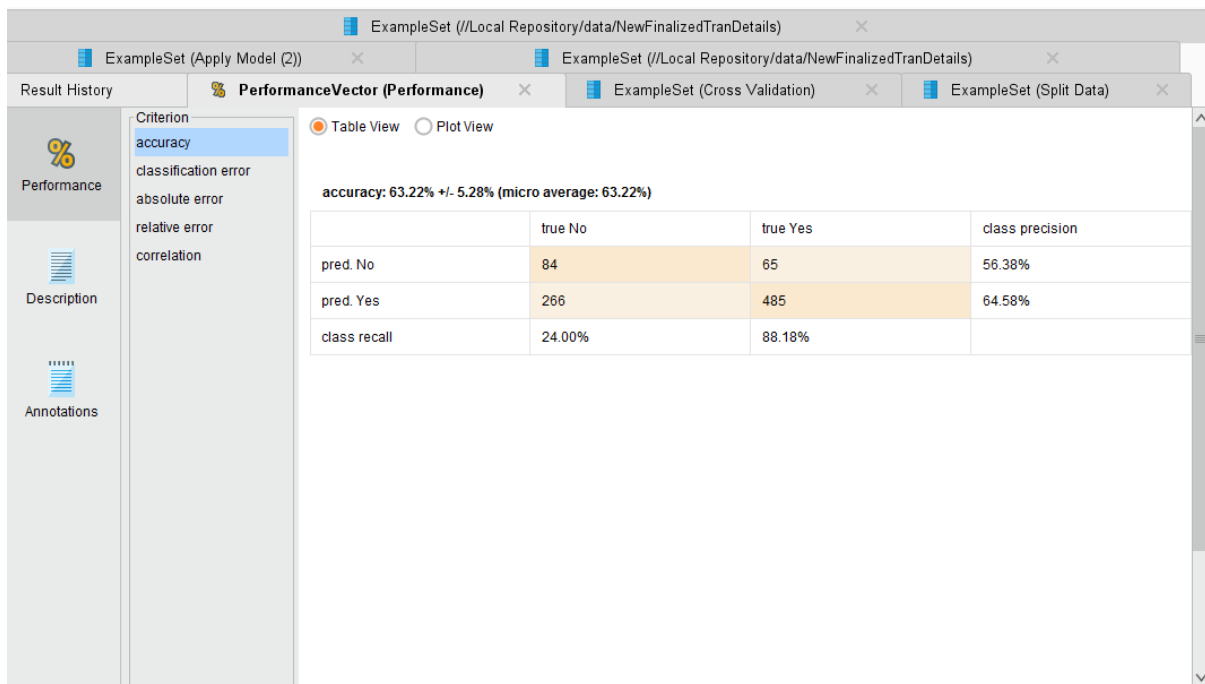 ExampleSet (//Local Repository/data/NewFinalizedTranDetails)
ExampleSet (Apply Model (2)) ExampleSet (//Local Repository/data/NewFinalizedTranDetails)
Result History % PerformanceVector (Performance) ExampleSet (Cross Validation) ExampleSet (Split Data)
%
Performance
Description
Annotations
Criterion
accuracy
classification error
absolute error
relative error
correlation
Table View Plot View
accuracy: 63.22% +/- 5.28% (micro average: 63.22%)
true No true Yes class precision
pred. No 84 65 56.38%
pred. Yes 266 485 64.58%
class recall 24.00% 88.18%